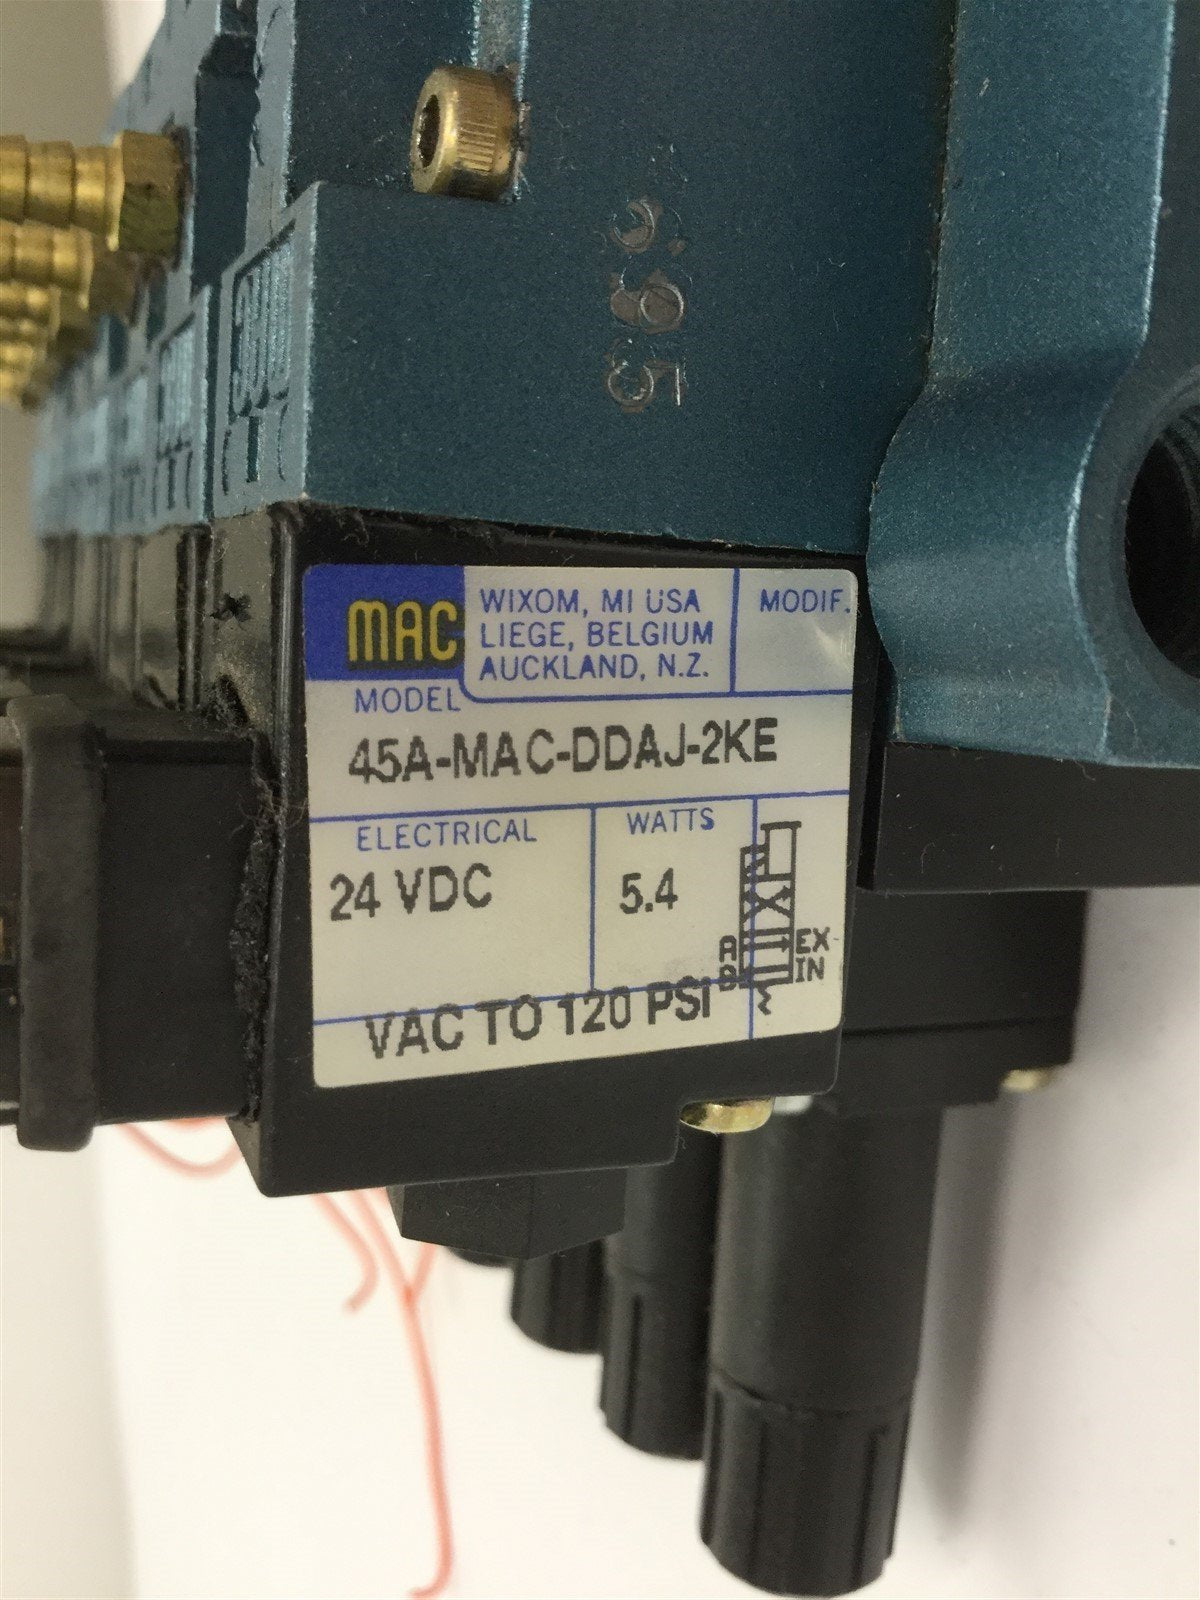 MAC
WIXOM, MI USA
LIEGE, BELGIUM
AUCKLAND, N.Z.
MODIF.
MODEL
45A-MAC-DDAJ-2KE
ELECTRICAL
24 VDC
WATTS
5.4
A EX
B IN
VAC TO 120 PSI